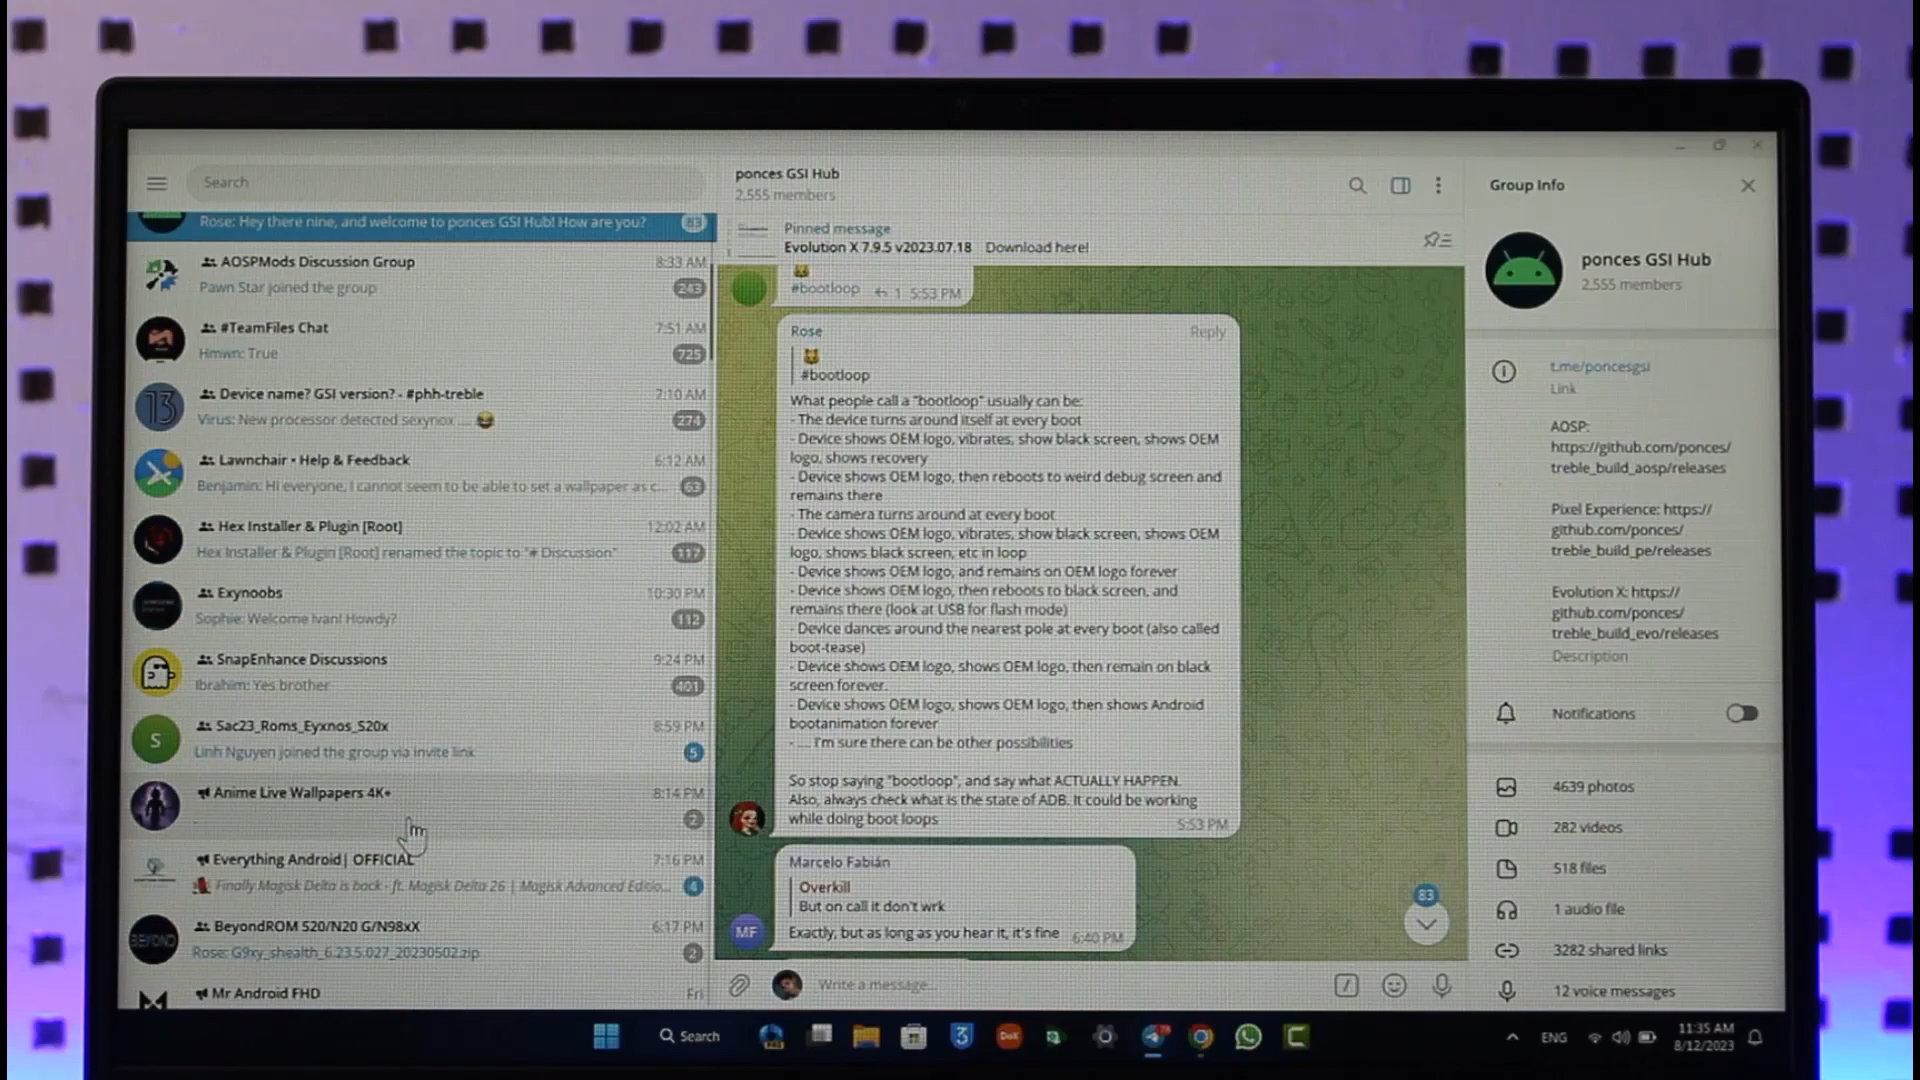 Search
Rose: Hey there nine, and welcome to ponces GSI Hub! How are you?
83
AOSPMods Discussion Group
8:33 AM
Pawn Star joined the group
243
#TeamFiles Chat
7:51 AM
Hmwn: True
725
13
Device name? GSI version? - #phh-treble
7:10 AM
Virus: New processor detected sexynox .... 😂
274
Lawnchair • Help & Feedback
6:12 AM
Benjamin: Hi everyone, I cannot seem to be able to set a wallpaper as c...
63
Hex Installer & Plugin [Root]
12:02 AM
Hex Installer & Plugin [Root] renamed the topic to "# Discussion"
117
Exynoobs
10:30 PM
Sophie: Welcome Ivan! Howdy?
112
SnapEnhance Discussions
9:24 PM
Ibrahim: Yes brother
401
S
Sac23_Roms_Eyxnos_S20x
8:59 PM
Linh Nguyen joined the group via invite link
5
Anime Live Wallpapers 4K+
8:14 PM
2
Everything Android| OFFICIAL
7:16 PM
Finally Magisk Delta is back - ft. Magisk Delta 26 | Magisk Advanced Editio...
4
BEYOND
BeyondROM S20/N20 G/N98xX
6:17 PM
Rose: G9xy_shealth_6.23.5.027_20230502.zip
2
Mr Android FHD
Fri
ponces GSI Hub
2,555 members
Pinned message
Evolution X 7.9.5 v2023.07.18 Download here!
🐱
#bootloop
1 5:53 PM
Rose
Reply
🐱
#bootloop
What people call a "bootloop" usually can be:
- The device turns around itself at every boot
- Device shows OEM logo, vibrates, show black screen, shows OEM
logo, shows recovery
- Device shows OEM logo, then reboots to weird debug screen and
remains there
- The camera turns around at every boot
- Device shows OEM logo, vibrates, show black screen, shows OEM
logo, shows black screen, etc in loop
- Device shows OEM logo, and remains on OEM logo forever
- Device shows OEM logo, then reboots to black screen, and
remains there (look at USB for flash mode)
- Device dances around the nearest pole at every boot (also called
boot-tease)
- Device shows OEM logo, shows OEM logo, then remain on black
screen forever.
- Device shows OEM logo, shows OEM logo, then shows Android
bootanimation forever
- .... I'm sure there can be other possibilities
So stop saying "bootloop", and say what ACTUALLY HAPPEN.
Also, always check what is the state of ADB. It could be working
while doing boot loops
5:53 PM
Marcelo Fabián
Overkill
But on call it don't wrk
MF
Exactly, but as long as you hear it, it's fine
6:40 PM
83
Write a message...
Group Info
ponces GSI Hub
2,555 members
t.me/poncesgsi
Link
AOSP:
https://github.com/ponces/
treble_build_aosp/releases
Pixel Experience: https://
github.com/ponces/
treble_build_pe/releases
Evolution X: https://
github.com/ponces/
treble_build_evo/releases
Description
Notifications
4639 photos
282 videos
518 files
1 audio file
3282 shared links
12 voice messages
Search
ENG
11:35 AM
8/12/2023